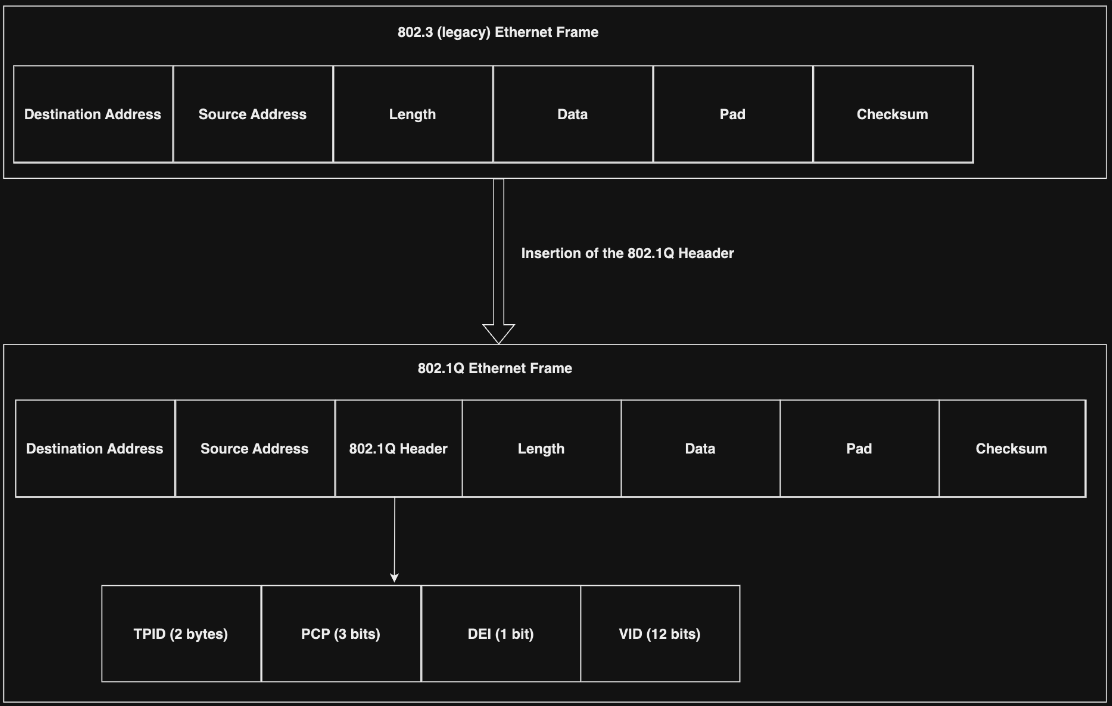 802.3 (legacy) Ethernet Frame
Destination Address
Source Address
Length
Data
Pad
Checksum
Insertion of the 802.1Q Heaader
802.1Q Ethernet Frame
Destination Address
Source Address
802.1Q Header
Length
Data
Pad
Checksum
TPID (2 bytes)
PCP (3 bits)
DEI (1 bit)
VID (12 bits)